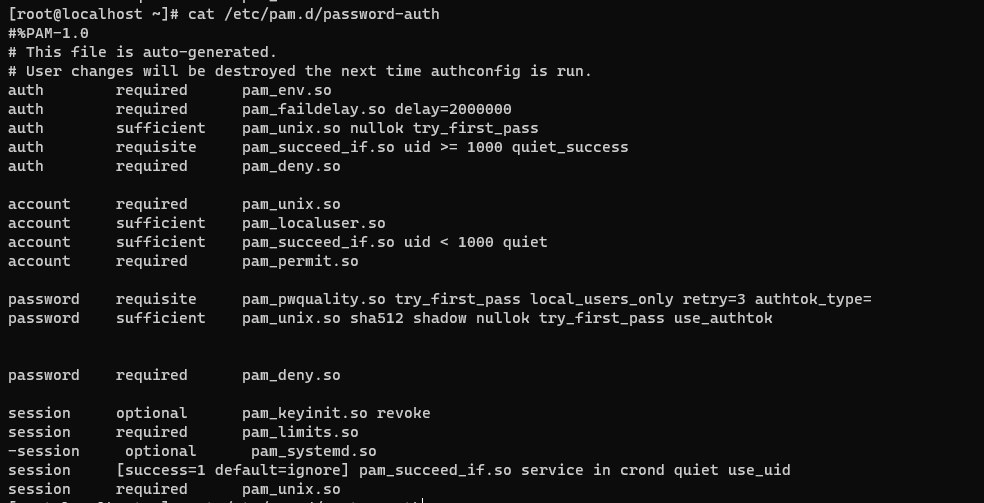 [root@localhost ~]# cat /etc/pam.d/password-auth
#%PAM-1.0
# This file is auto-generated.
# User changes will be destroyed the next time authconfig is run.
auth        required      pam_env.so
auth        required      pam_faildelay.so delay=2000000
auth        sufficient    pam_unix.so nullok try_first_pass
auth        requisite     pam_succeed_if.so uid >= 1000 quiet_success
auth        required      pam_deny.so

account     required      pam_unix.so
account     sufficient    pam_localuser.so
account     sufficient    pam_succeed_if.so uid < 1000 quiet
account     required      pam_permit.so

password    requisite     pam_pwquality.so try_first_pass local_users_only retry=3 authtok_type=
password    sufficient    pam_unix.so sha512 shadow nullok try_first_pass use_authtok


password    required      pam_deny.so

session     optional      pam_keyinit.so revoke
session     required      pam_limits.so
-session     optional      pam_systemd.so
session     [success=1 default=ignore] pam_succeed_if.so service in crond quiet use_uid
session     required      pam_unix.so